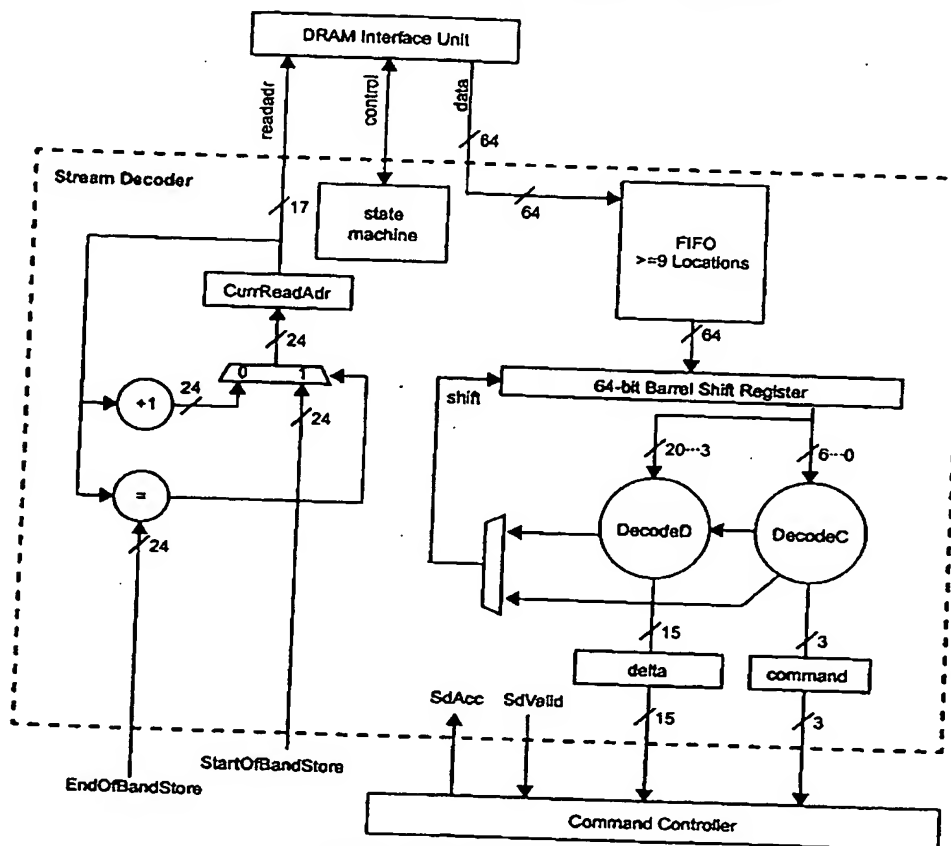 DRAM Interface Unit
readadr
control
data
64
Stream Decoder
17
state
machine
64
FIFO
>=9 Locations
CurrReadAdr
64
24
0 1
64-bit Barrel Shift Register
shift
+1
24
24
20···3
6···0
=
DecodeD
DecodeC
24
15
3
delta
command
SdAcc
SdValid
15
3
StartOfBandStore
EndOfBandStore
Command Controller